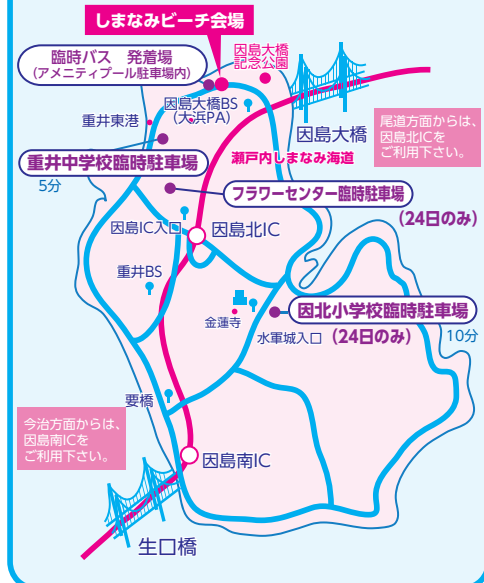 しまなみビーチ会場
臨時バス　発着場
（アメニティプール駐車場内）
因島大橋
記念公園
因島大橋BS
（大浜PA）
重井東港
因島大橋
尾道方面からは、
因島北ICを
ご利用下さい。
瀬戸内しまなみ海道
重井中学校臨時駐車場
5分
フラワーセンター臨時駐車場
（24日のみ）
因島IC入口
因島北IC
重井BS
金蓮寺
水軍城入口
因北小学校臨時駐車場
（24日のみ）
10分
要橋
今治方面からは、
因島南ICを
ご利用下さい。
因島南IC
生口橋